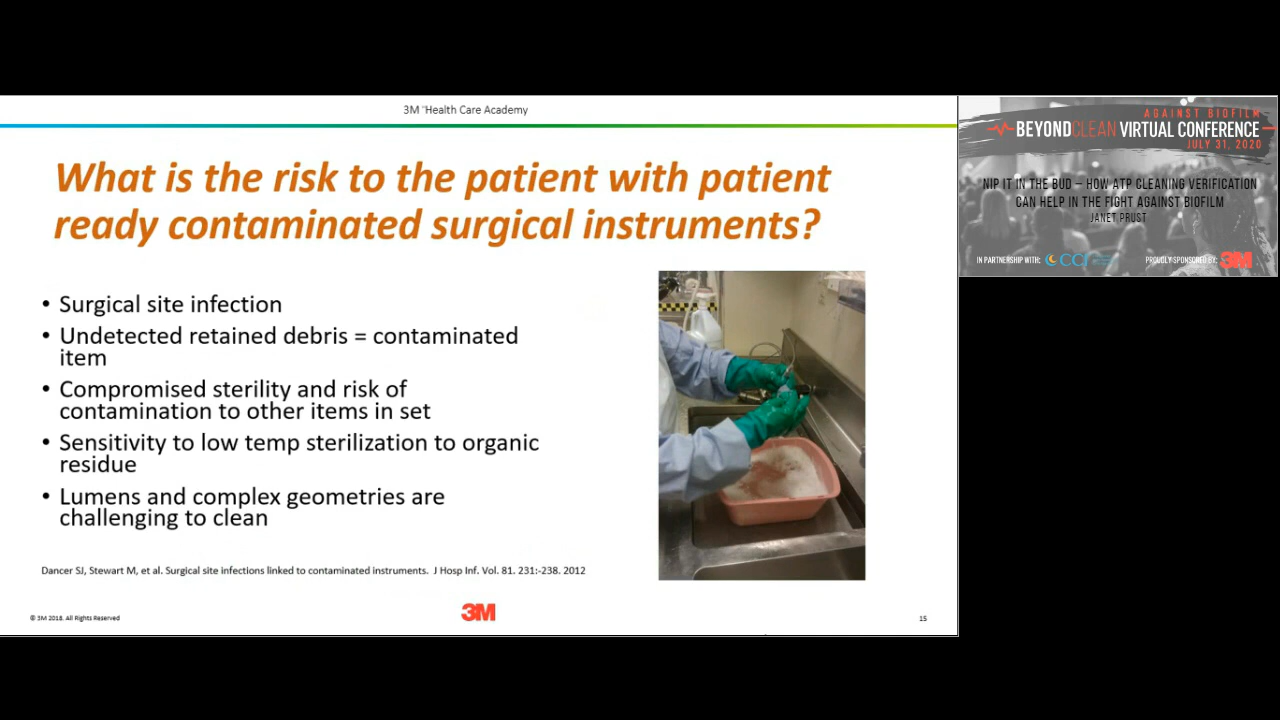 3M ¨Health Care Academy
What is the risk to the patient with patient
ready contaminated surgical instruments?
• Surgical site infection
• Undetected retained debris = contaminated
item
• Compromised sterility and risk of
contamination to other items in set
• Sensitivity to low temp sterilization to organic
residue
• Lumens and complex geometries are
challenging to clean
Dancer SJ, Stewart M, et al. Surgical site infections linked to contaminated instruments. J Hosp Inf. Vol. 81. 231:-238. 2012
© 3M 2018. All Rights Reserved
3M
15
AGAINST BIOFILM
BEYONDCLEAN VIRTUAL CONFERENCE
JULY 31, 2020
NIP IT IN THE BUD – HOW ATP CLEANING VERIFICATION
CAN HELP IN THE FIGHT AGAINST BIOFILM
JANET PRUST
IN PARTNERSHIP WITH: CCI
PROUDLY SPONSORED BY: 3M